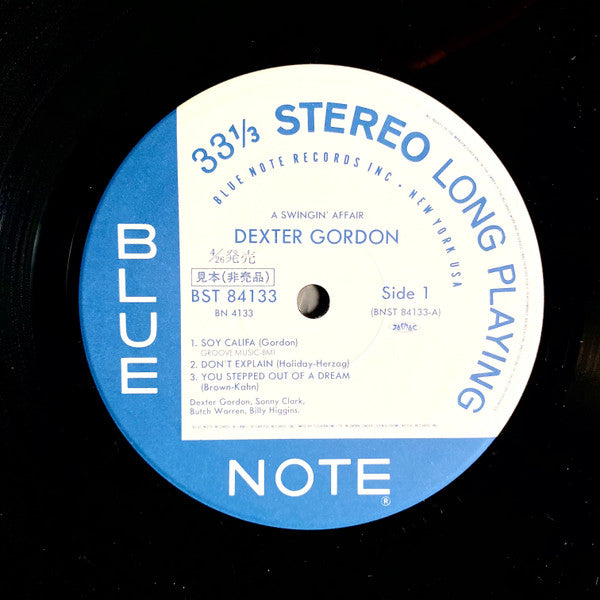 33⅓ STEREO LONG PLAYING
BLUE NOTE RECORDS INC • NEW YORK USA
A SWINGIN' AFFAIR
DEXTER GORDON
4/26発売
見本(非売品)
BST 84133
BN 4133
Side 1
(BNST 84133-A)
1. SOY CALIFA (Gordon)
GROOVE MUSIC-BMI
2. DON'T EXPLAIN (Holiday-Herzog)
3. YOU STEPPED OUT OF A DREAM
(Brown-Kahn)
Dexter Gordon, Sonny Clark,
Butch Warren, Billy Higgins.
BLUE
NOTE
®